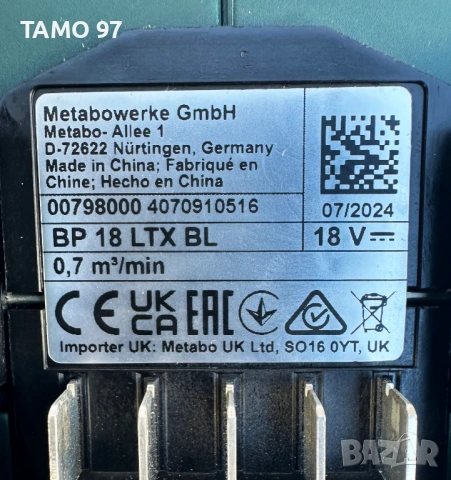 TAMO 97
Metabowerke GmbH
Metabo- Allee 1
D-72622 Nürtingen, Germany
Made in China; Fabriqué en
Chine; Hecho en China
00798000 4070910516
07/2024
BP 18 LTX BL
18 V
0,7 m³/min
CE UK CA EAC
Importer UK: Metabo UK Ltd, SO16 0YT, UK
BAZAR